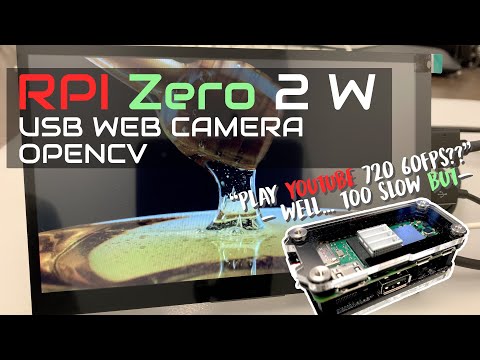 RPI Zero 2 W
USB WEB CAMERA
OPENCV
"PLAY YOUTUBE 720 60FPS??"
- WELL... TOO SLOW BUT-